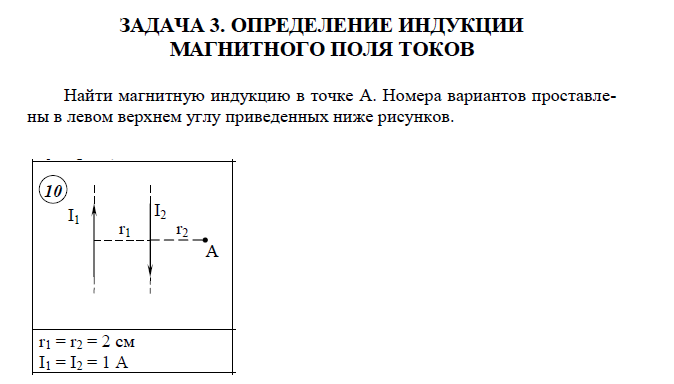 ЗАДАЧА 3. ОПРЕДЕЛЕНИЕ ИНДУКЦИИ
МАГНИТНОГО ПОЛЯ ТОКОВ
Найти магнитную индукцию в точке А. Номера вариантов проставле-
ны в левом верхнем углу приведенных ниже рисунков.
10
I1
I2
r1
r2
A
r1 = r2 = 2 см
I1 = I2 = 1 А